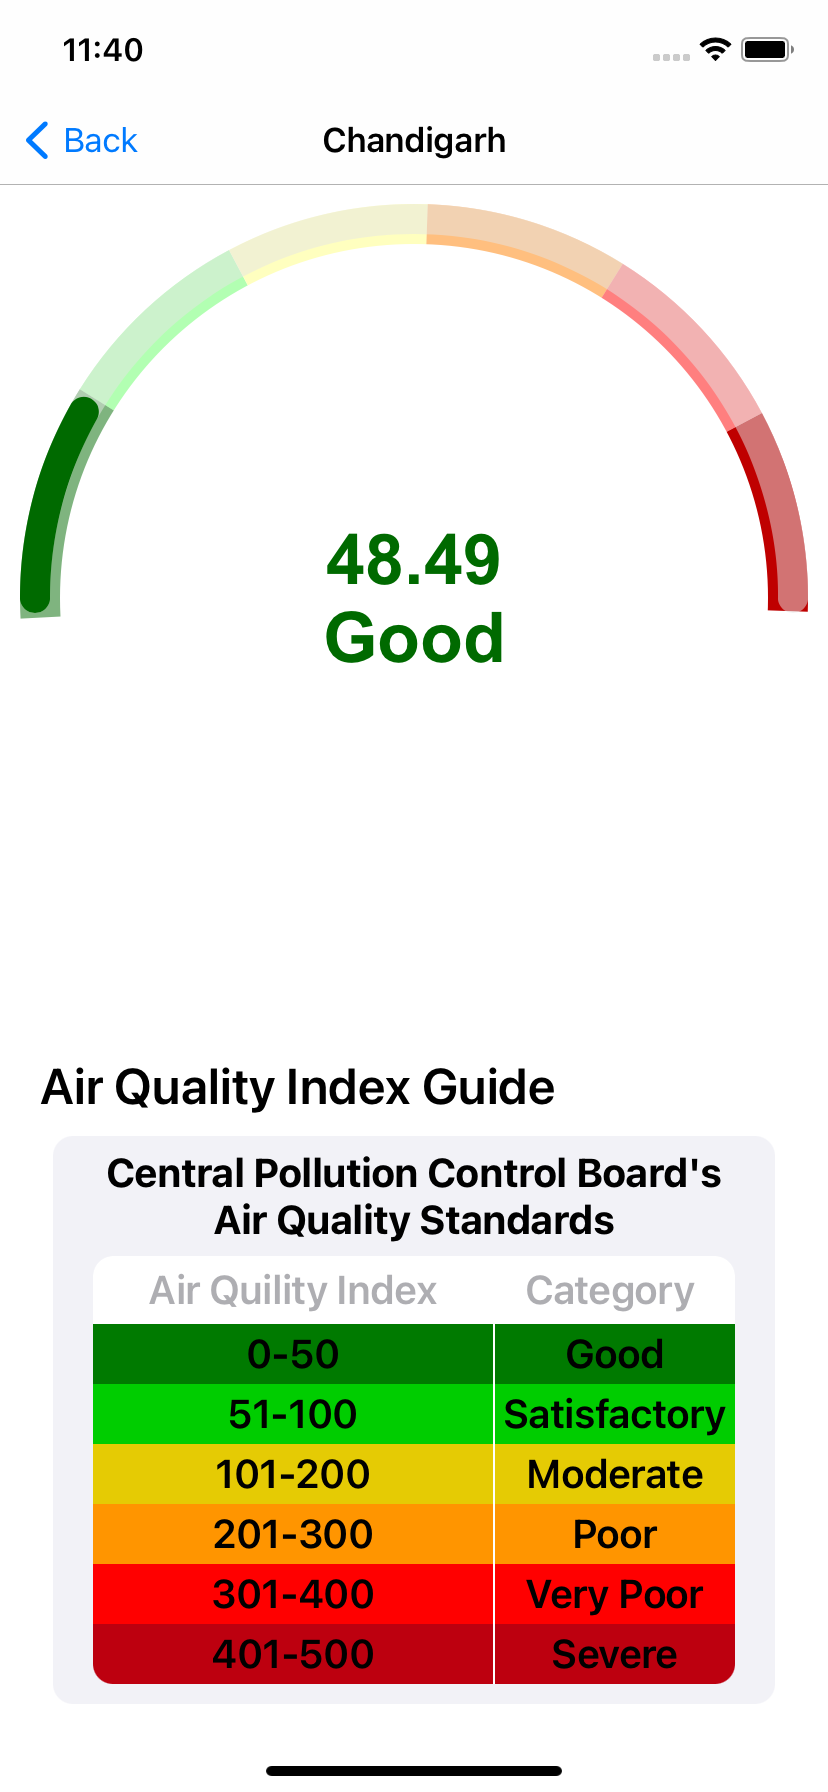 11:40
Back Chandigarh
48.49
Good
Air Quality Index Guide
Central Pollution Control Board's
Air Quality Standards
Air Quility Index Category
0-50 Good
51-100 Satisfactory
101-200 Moderate
201-300 Poor
301-400 Very Poor
401-500 Severe